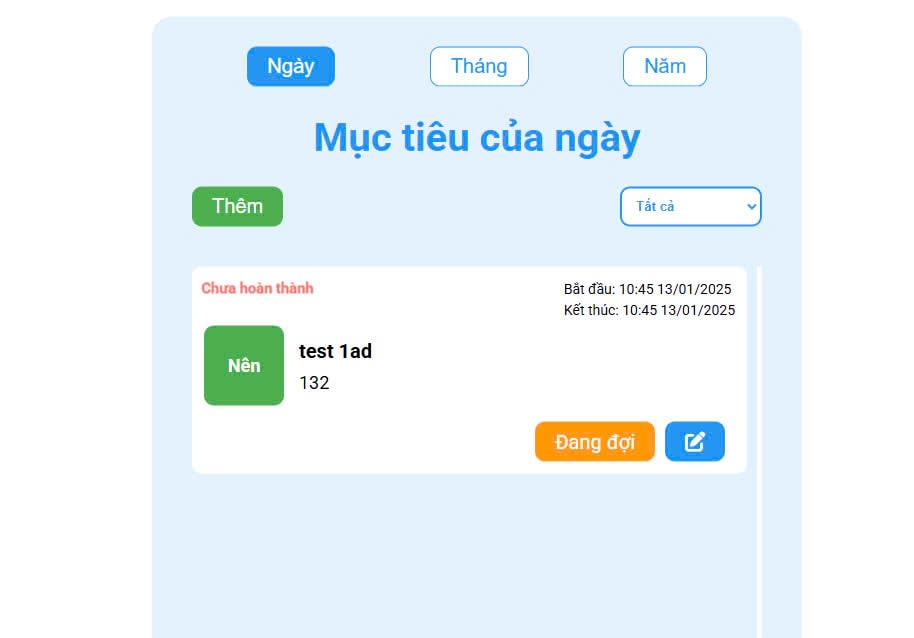 Ngày Tháng Năm
Mục tiêu của ngày
Thêm Tất cả
Chưa hoàn thành
Bắt đầu: 10:45 13/01/2025
Kết thúc: 10:45 13/01/2025
Nên
test 1ad
132
Đang đợi